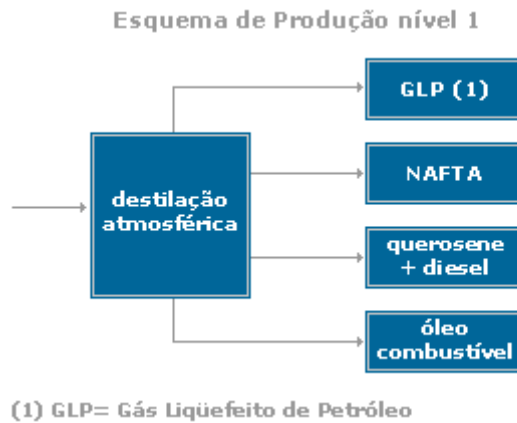 Esquema de Produção nível 1
GLP (1)
NAFTA
destilação
atmosférica
querosene
+ diesel
óleo
combustível
(1) GLP= Gás Liqüefeito de Petróleo